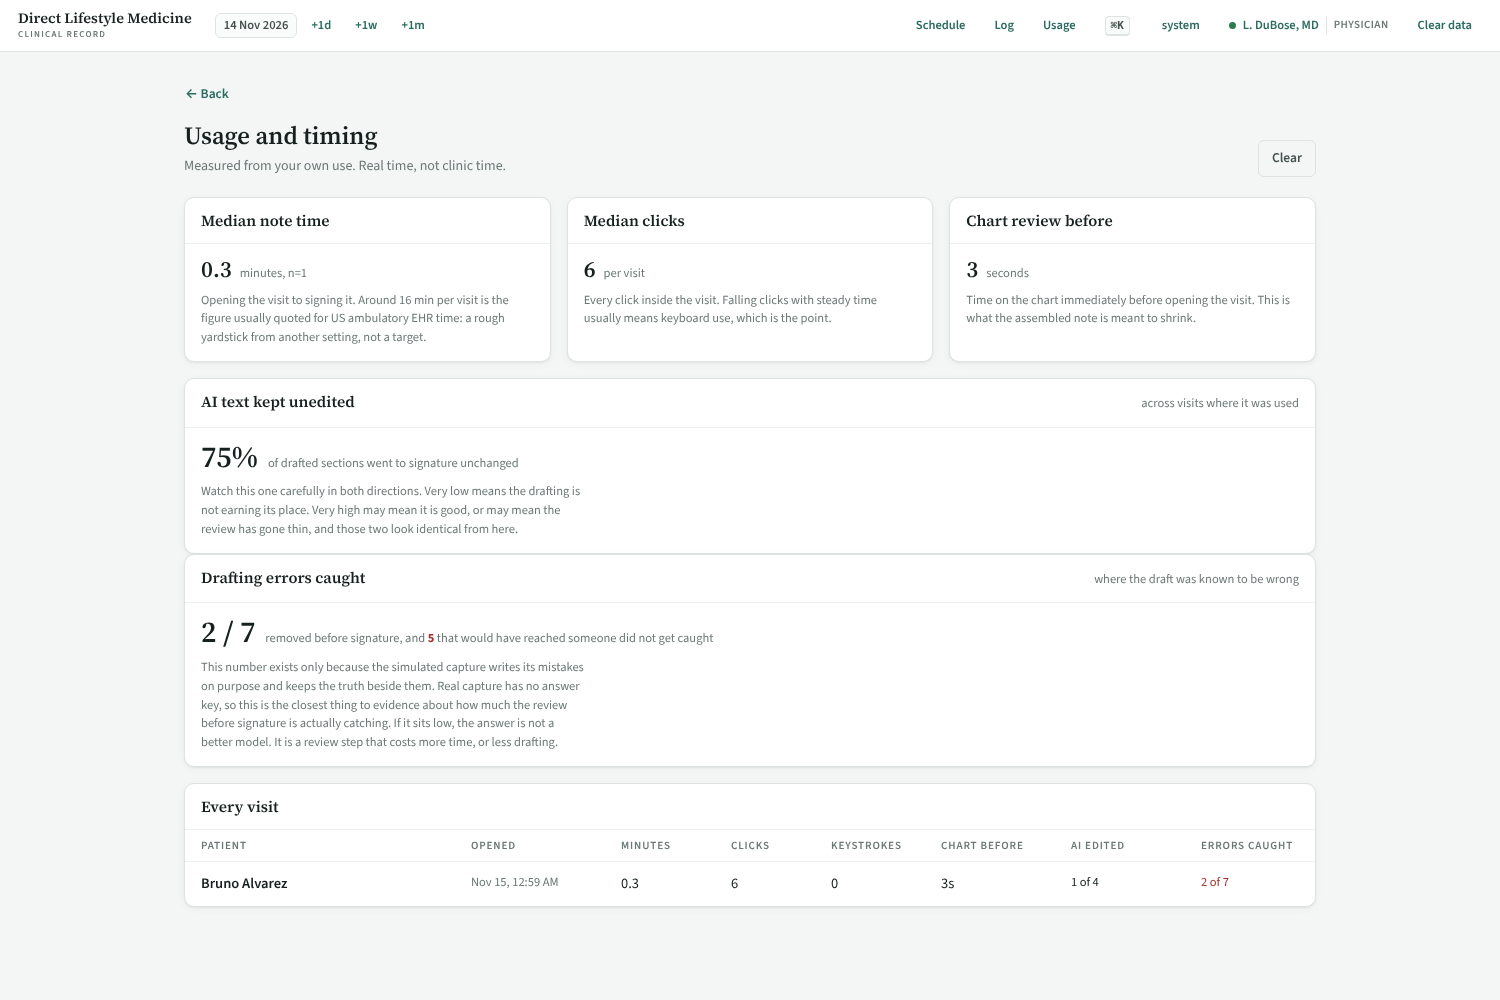 Direct Lifestyle Medicine
CLINICAL RECORD
14 Nov 2026
+1d
+1w
+1m
Schedule
Log
Usage
⌘K
system
L. DuBose, MD
PHYSICIAN
Clear data
← Back
Usage and timing
Measured from your own use. Real time, not clinic time.
Clear
Median note time
0.3 minutes, n=1
Opening the visit to signing it. Around 16 min per visit is the
figure usually quoted for US ambulatory EHR time: a rough
yardstick from another setting, not a target.
Median clicks
6 per visit
Every click inside the visit. Falling clicks with steady time
usually means keyboard use, which is the point.
Chart review before
3 seconds
Time on the chart immediately before opening the visit. This is
what the assembled note is meant to shrink.
AI text kept unedited
across visits where it was used
75% of drafted sections went to signature unchanged
Watch this one carefully in both directions. Very low means the drafting is
not earning its place. Very high may mean it is good, or may mean the
review has gone thin, and those two look identical from here.
Drafting errors caught
where the draft was known to be wrong
2 / 7 removed before signature, and 5 that would have reached someone did not get caught
This number exists only because the simulated capture writes its mistakes
on purpose and keeps the truth beside them. Real capture has no answer
key, so this is the closest thing to evidence about how much the review
before signature is actually catching. If it sits low, the answer is not a
better model. It is a review step that costs more time, or less drafting.
Every visit
PATIENT OPENED MINUTES CLICKS KEYSTROKES CHART BEFORE AI EDITED ERRORS CAUGHT
Bruno Alvarez Nov 15, 12:59 AM 0.3 6 0 3s 1 of 4 2 of 7